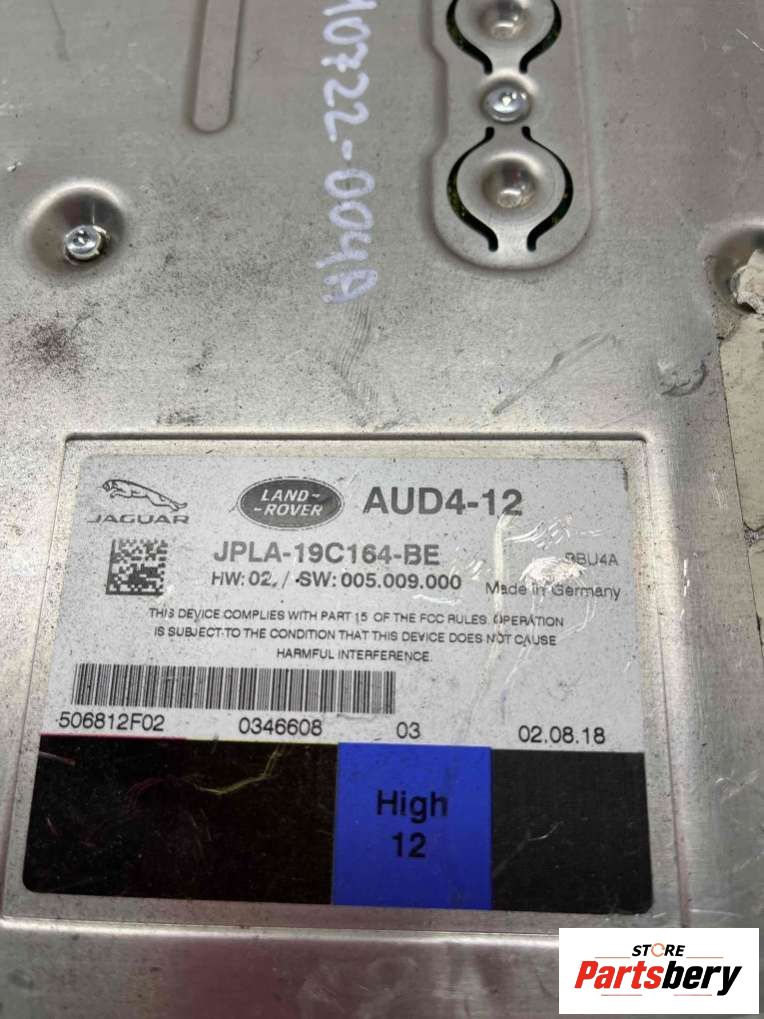 110722-004A
JAGUAR
LAND-
-ROVER
AUD4-12
JPLA-19C164-BE
9BU4A
HW: 02 / SW: 005.009.000
Made in Germany
THIS DEVICE COMPLIES WITH PART 15 OF THE FCC RULES. OPERATION
IS SUBJECT TO THE CONDITION THAT THIS DEVICE DOES NOT CAUSE
HARMFUL INTERFERENCE.
506812F02 0346608 03 02.08.18
High
12
STORE
Partsbery